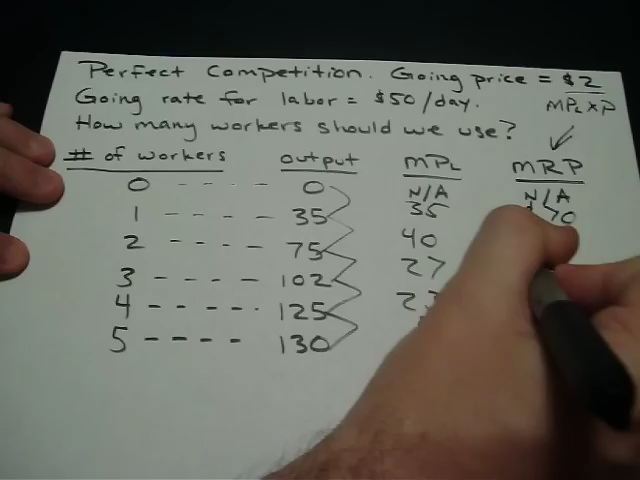 Perfect Competition. Going price = $2
Going rate for labor = $50/day. MPL x P
How many workers should we use?
# of workers output MPL MRP
0 - - - - 0 N/A N/A
1 - - - - 35 35 70
2 - - - - 75 40
3 - - - - 102 27
4 - - - - - 125
5 - - - - 130